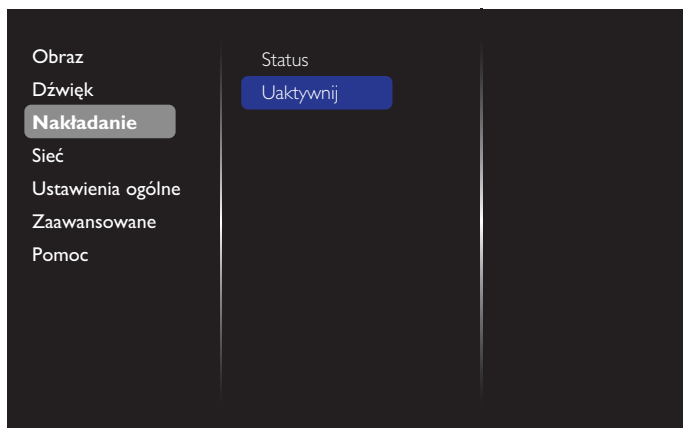 Obraz
Dźwięk
Nakładanie
Sieć
Ustawienia ogólne
Zaawansowane
Pomoc
Status
Uaktywnij